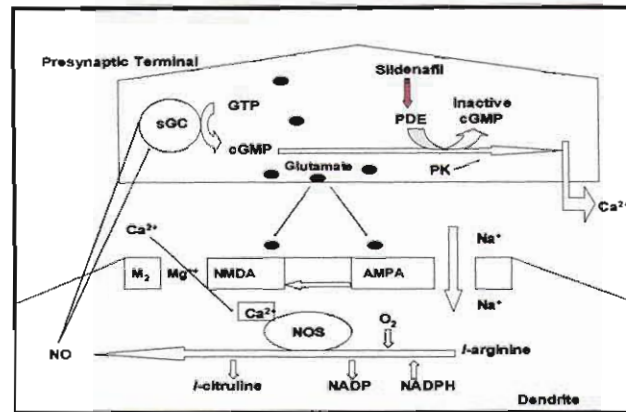 Presynaptic Terminal
Sildenafil
GTP
sGC
PDE
Inactive
cGMP
cGMP
Glutamate
PK
Ca²⁺
Ca²⁺
Na⁺
M₂
Mg⁺⁺
NMDA
AMPA
Na⁺
Ca²⁺
NOS
O₂
NO
l-arginine
l-citruline
NADP
NADPH
Dendrite